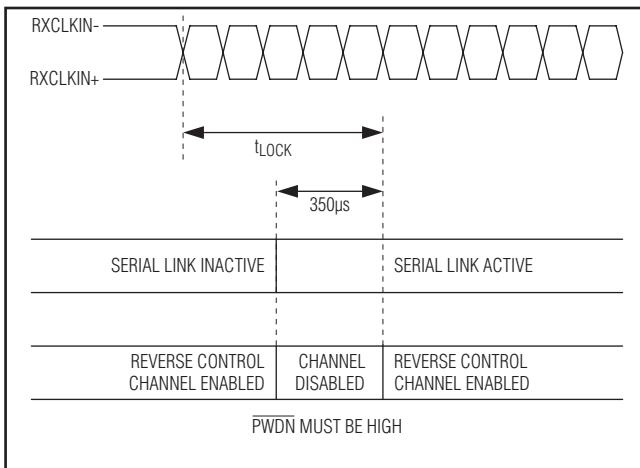 RXCLKIN-
RXCLKIN+
tLOCK
350µs
SERIAL LINK INACTIVE
SERIAL LINK ACTIVE
REVERSE CONTROL
CHANNEL ENABLED
CHANNEL
DISABLED
REVERSE CONTROL
CHANNEL ENABLED
PWDN MUST BE HIGH